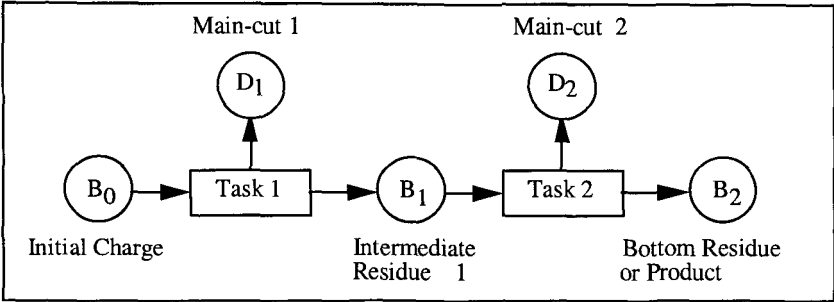 Main-cut 1
Main-cut 2
D1
D2
B0
Task 1
B1
Task 2
B2
Initial Charge
Intermediate
Residue 1
Bottom Residue
or Product